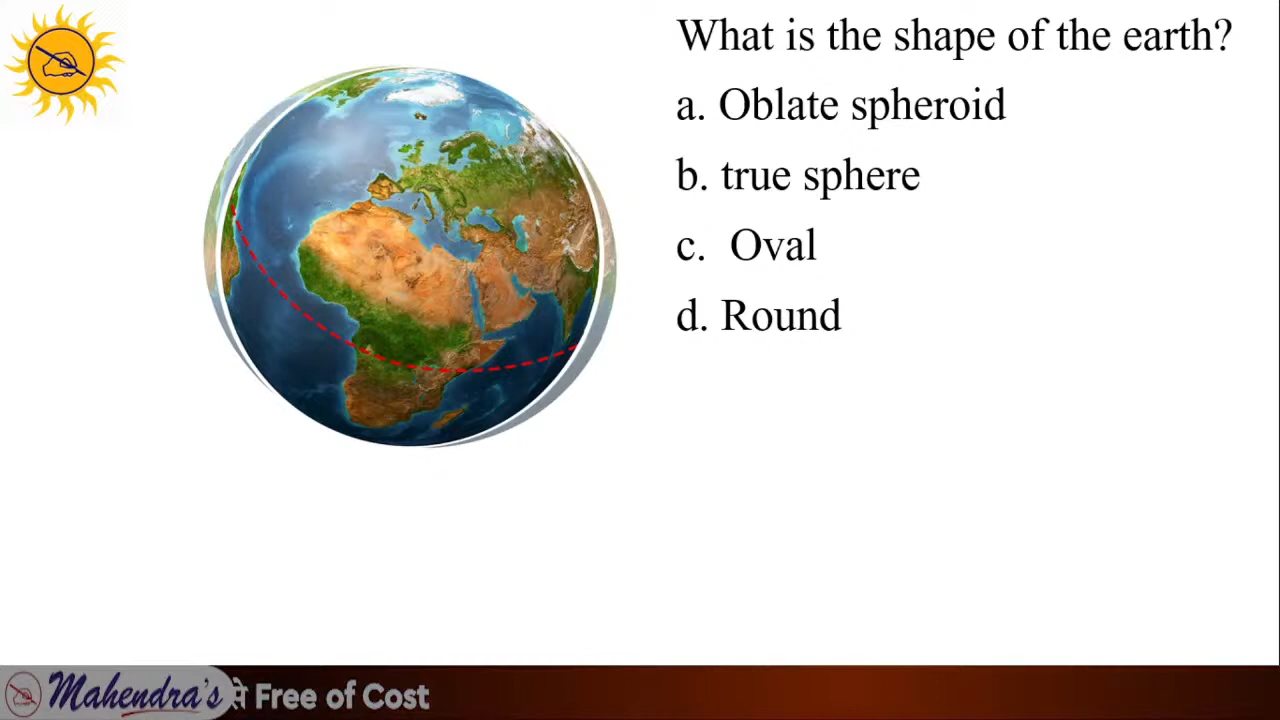 What is the shape of the earth?
a. Oblate spheroid
b. true sphere
c. Oval
d. Round
Mahendra's से Free of Cost